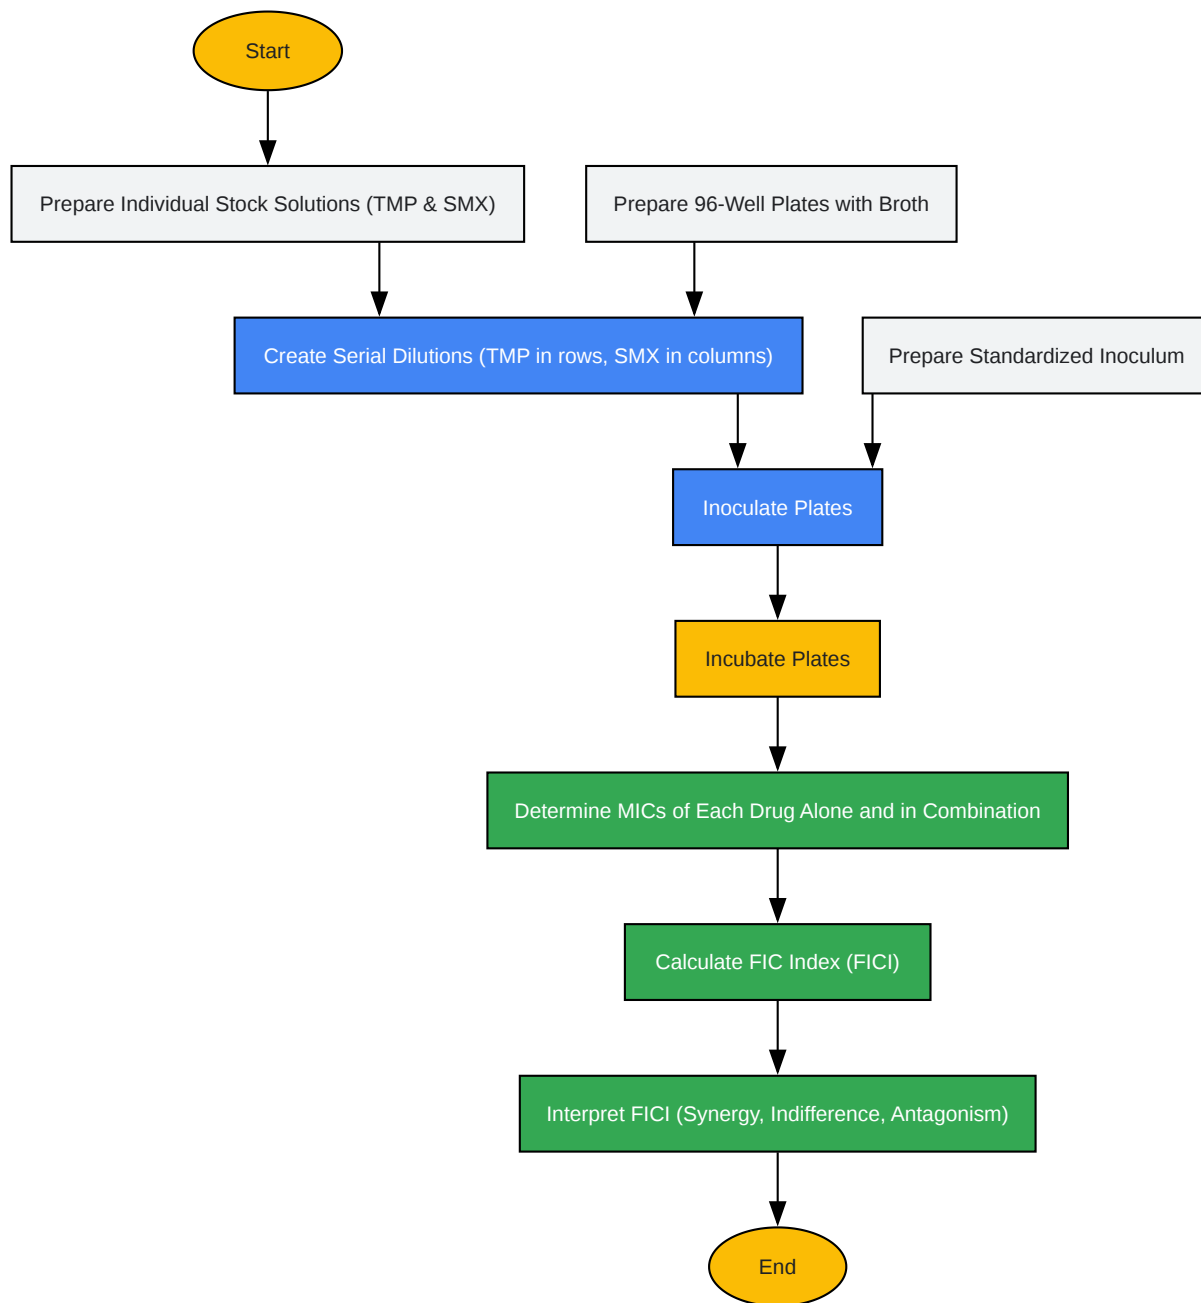 Start
Prepare Individual Stock Solutions (TMP & SMX)
Prepare 96-Well Plates with Broth
Create Serial Dilutions (TMP in rows, SMX in columns)
Prepare Standardized Inoculum
Inoculate Plates
Incubate Plates
Determine MICs of Each Drug Alone and in Combination
Calculate FIC Index (FICI)
Interpret FICI (Synergy, Indifference, Antagonism)
End